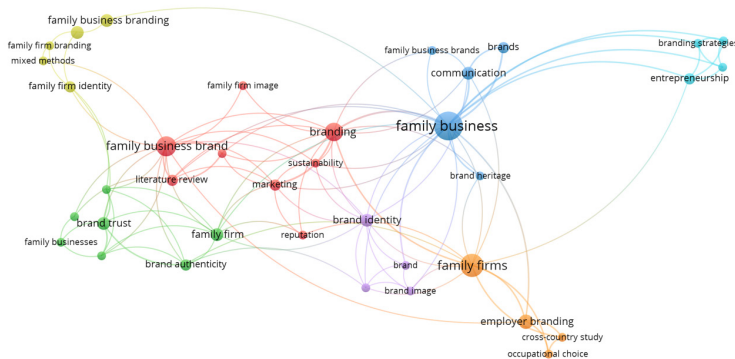 family business branding
family firm branding
mixed methods
family firm identity
family firm image
family business brands
brands
communication
branding strategies
entrepreneurship
family business
branding
family business brand
sustainability
literature review
marketing
brand heritage
brand trust
family businesses
family firm
reputation
brand identity
brand authenticity
brand
brand image
family firms
employer branding
cross-country study
occupational choice